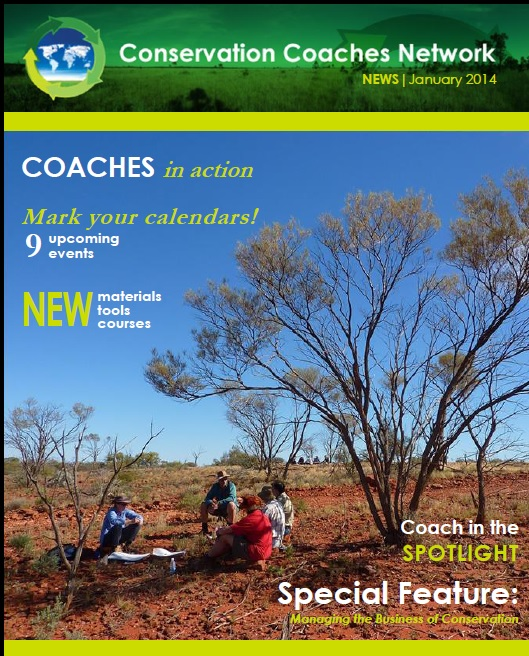 Conservation Coaches Network
NEWS | January 2014
COACHES in action
Mark your calendars!
9 upcoming
events
NEW materials
tools
courses
Coach in the
SPOTLIGHT
Special Feature:
Managing the Business of Conservation